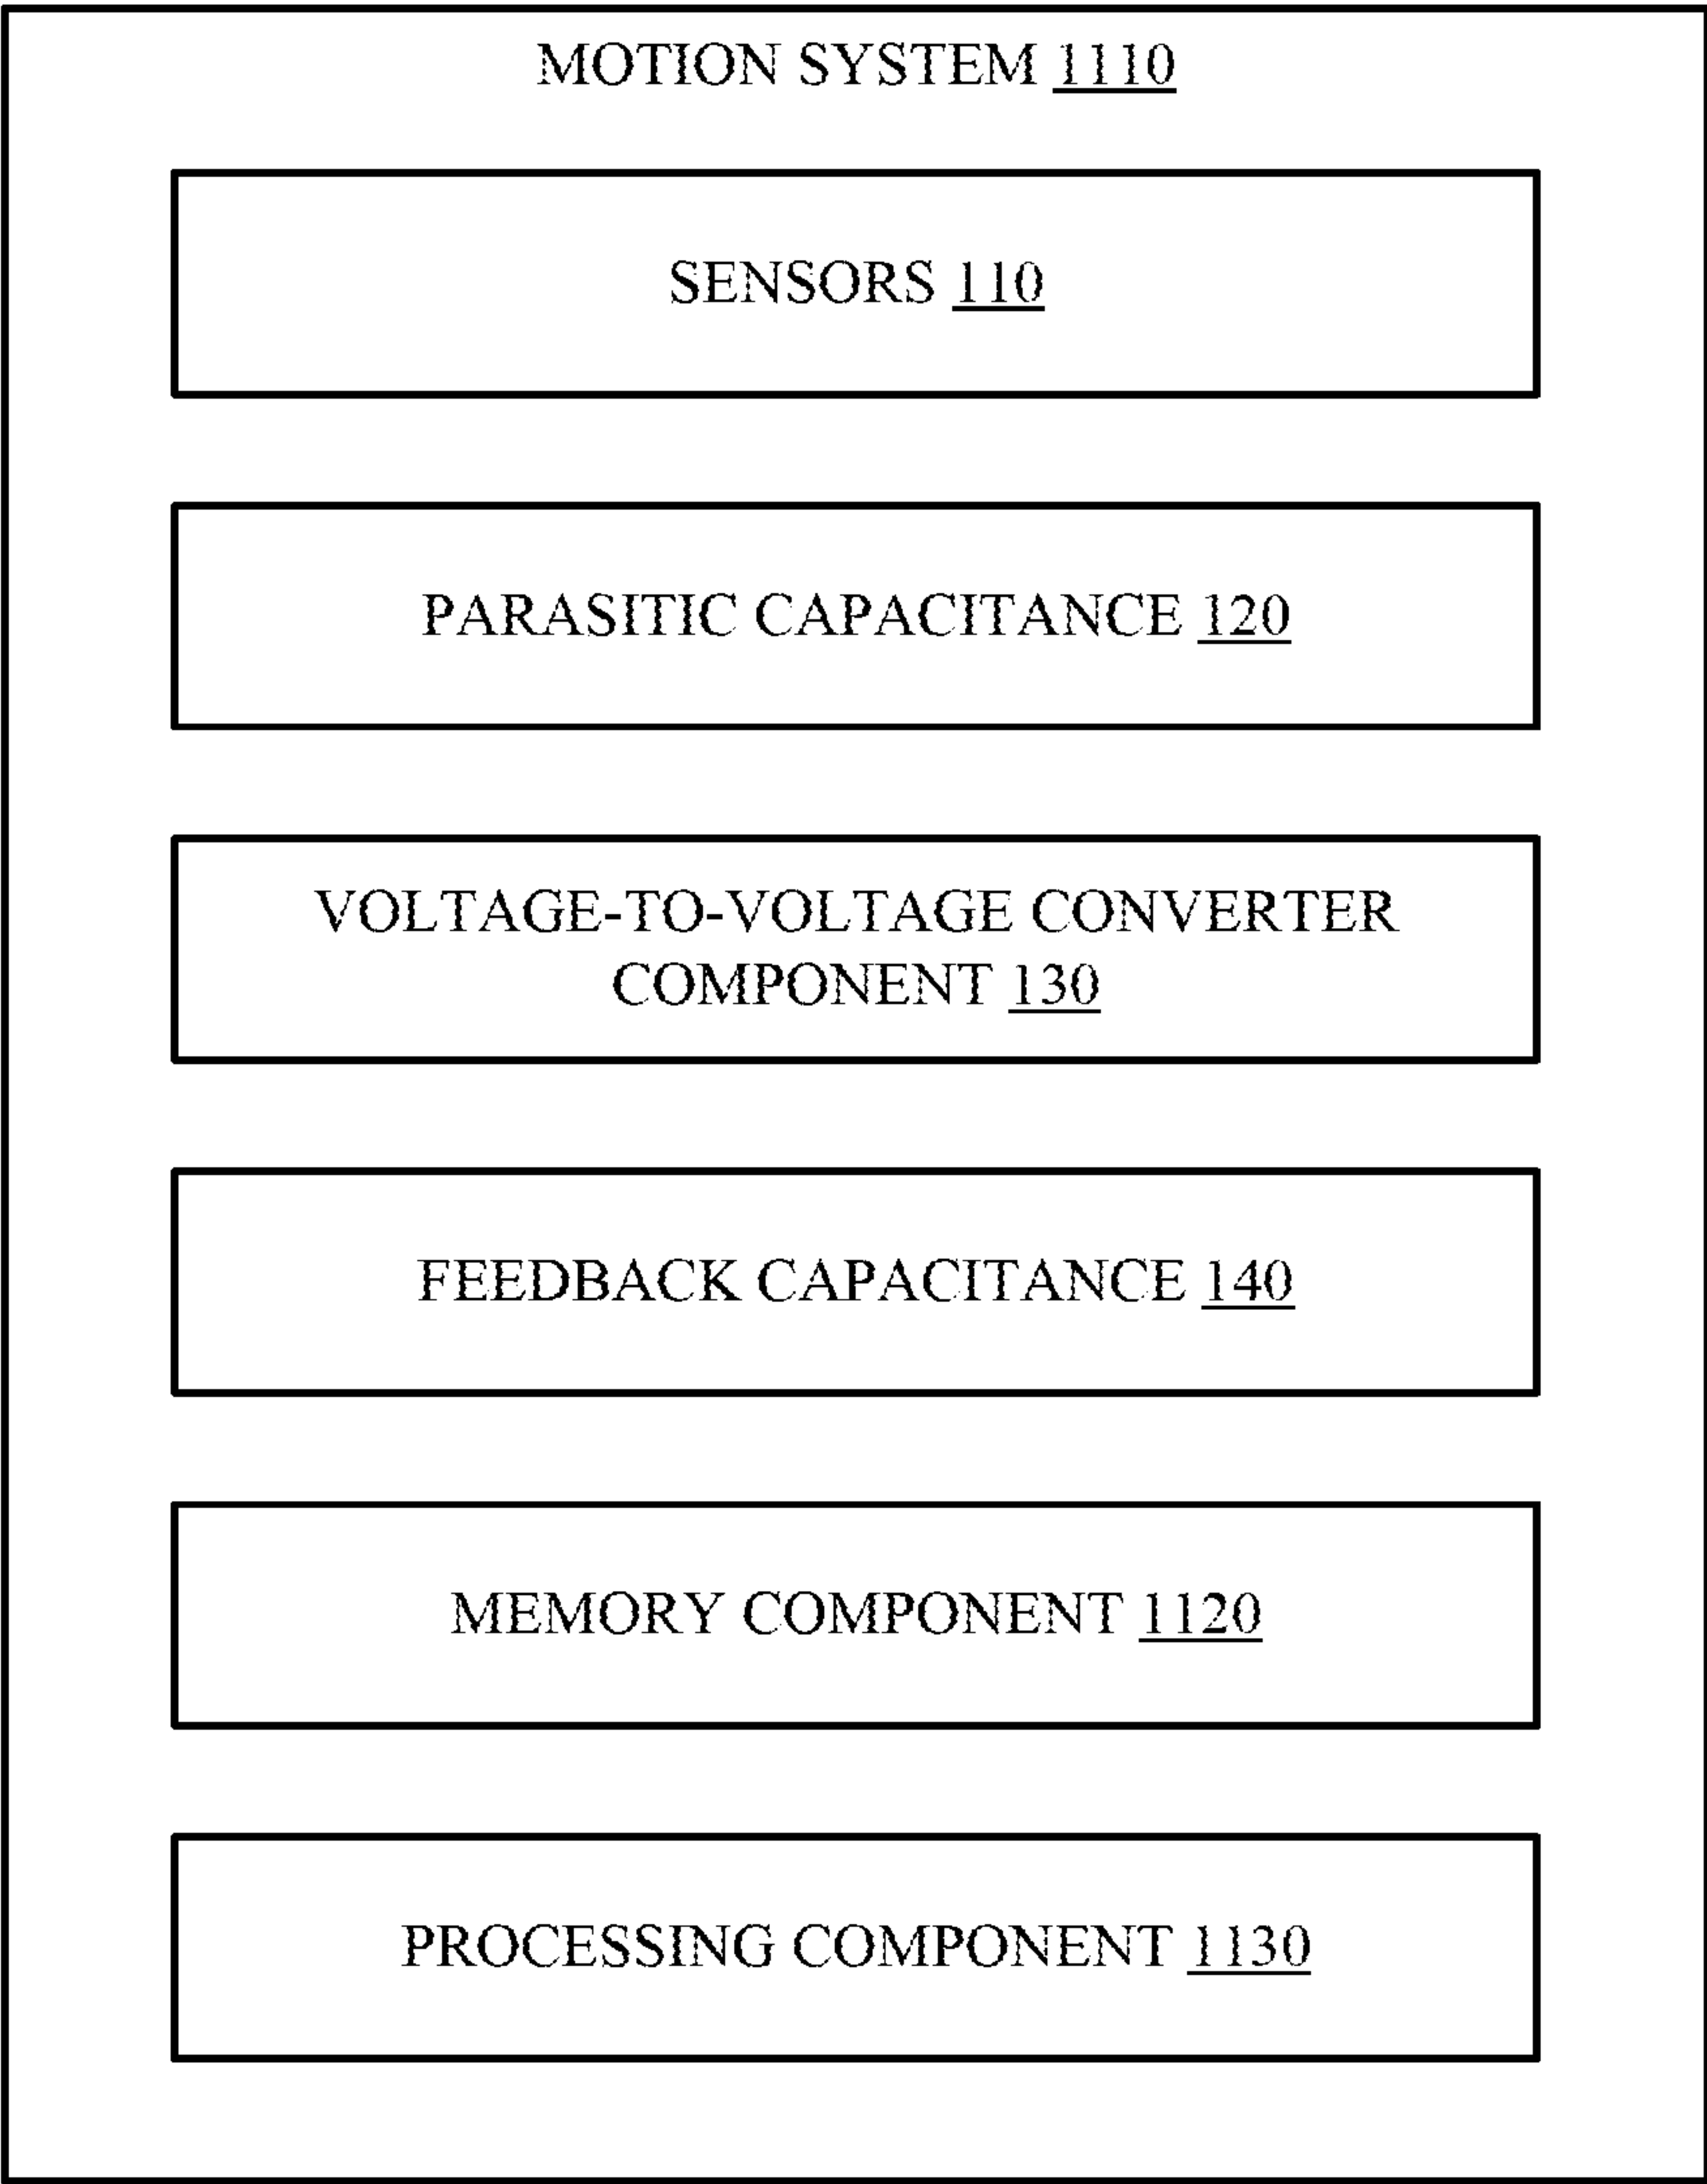 MOTION SYSTEM 1110
SENSORS 110
PARASITIC CAPACITANCE 120
VOLTAGE-TO-VOLTAGE CONVERTER
COMPONENT 130
FEEDBACK CAPACITANCE 140
MEMORY COMPONENT 1120
PROCESSING COMPONENT 1130